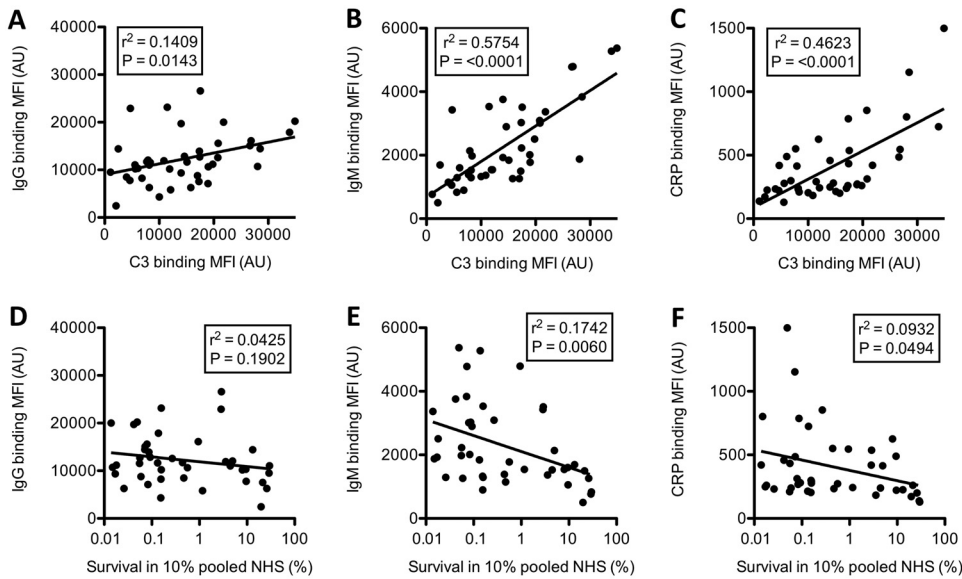 A
IgG binding MFI (AU)
40000
30000
20000
10000
0
r² = 0.1409
P = 0.0143
0 10000 20000 30000
C3 binding MFI (AU)
B
IgM binding MFI (AU)
6000
4000
2000
0
r² = 0.5754
P = <0.0001
0 10000 20000 30000
C3 binding MFI (AU)
C
CRP binding MFI (AU)
1500
1000
500
0
r² = 0.4623
P = <0.0001
0 10000 20000 30000
C3 binding MFI (AU)
D
IgG binding MFI (AU)
40000
30000
20000
10000
0
r² = 0.0425
P = 0.1902
0.01 0.1 1 10 100
Survival in 10% pooled NHS (%)
E
IgM binding MFI (AU)
6000
4000
2000
0
r² = 0.1742
P = 0.0060
0.01 0.1 1 10 100
Survival in 10% pooled NHS (%)
F
CRP binding MFI (AU)
1500
1000
500
0
r² = 0.0932
P = 0.0494
0.01 0.1 1 10 100
Survival in 10% pooled NHS (%)